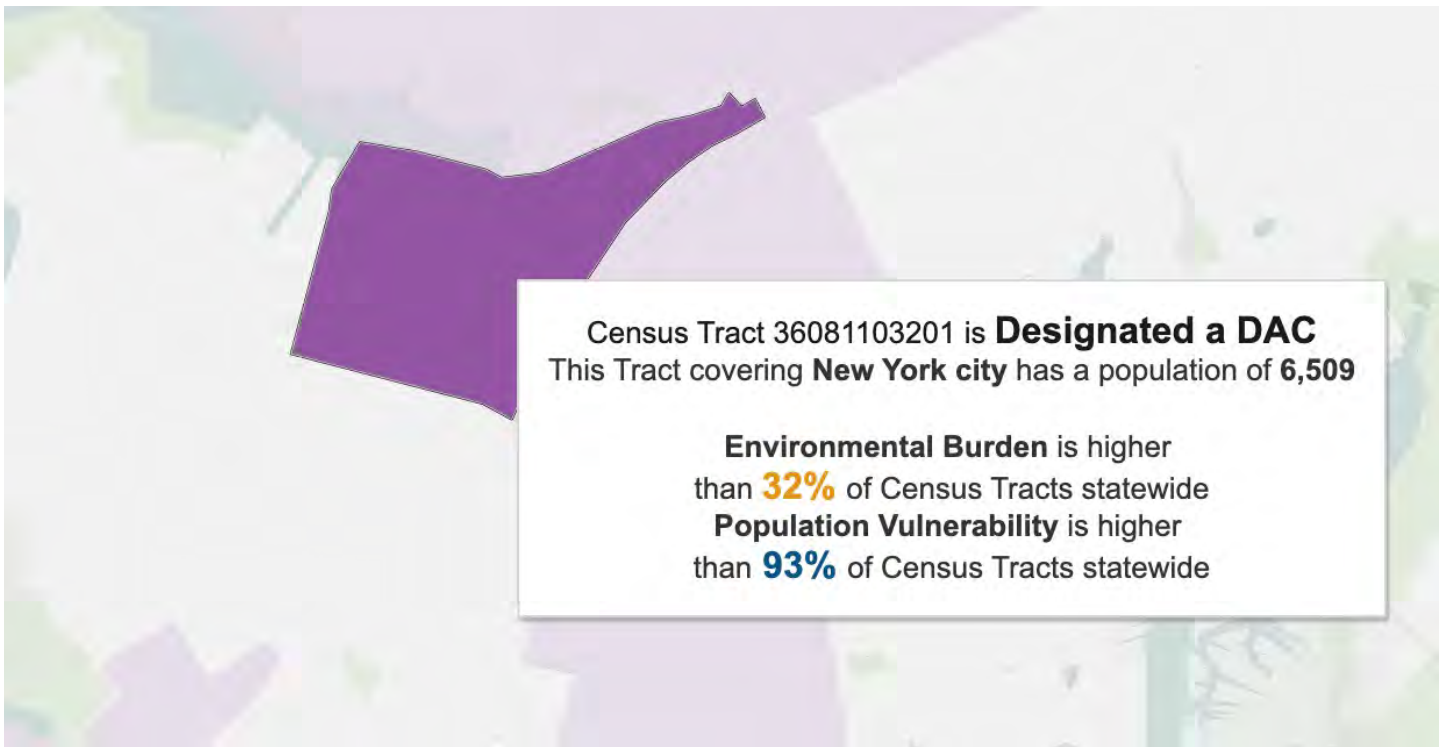 Census Tract 36081103201 is Designated a DAC
This Tract covering New York city has a population of 6,509
Environmental Burden is higher
than 32% of Census Tracts statewide
Population Vulnerability is higher
than 93% of Census Tracts statewide